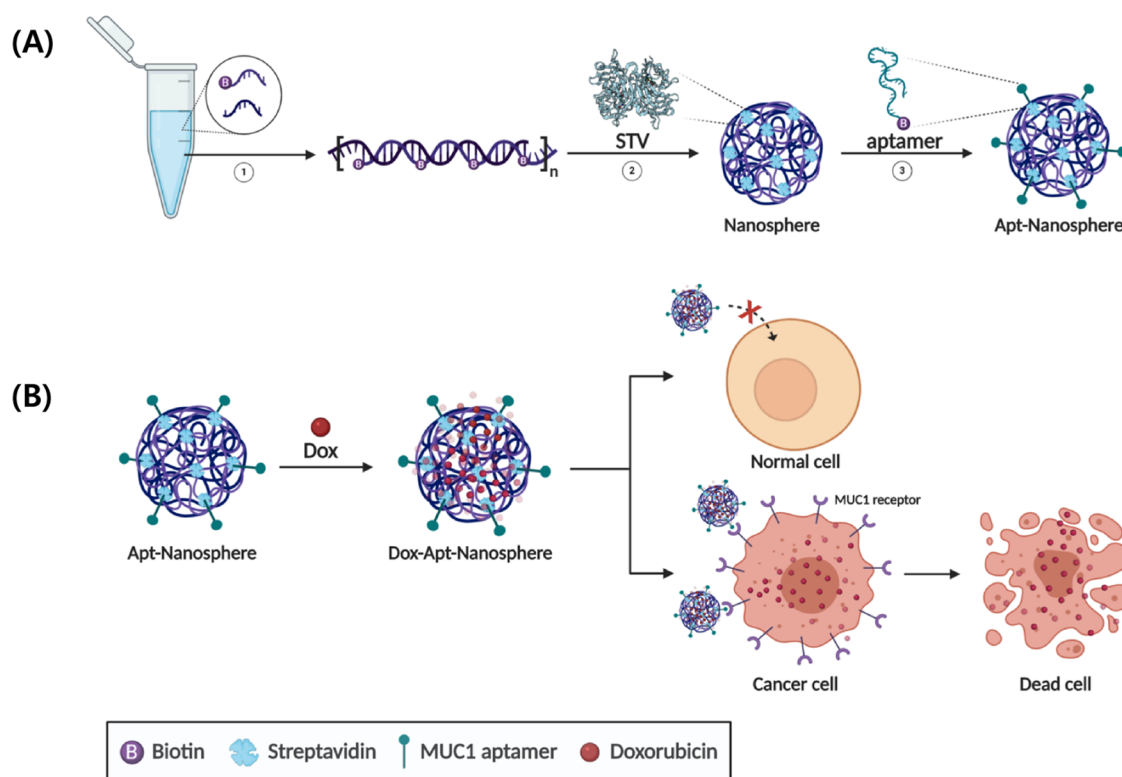 (A)
B
B B B B
n
1
STV
2
Nanosphere
B
aptamer
3
Apt-Nanosphere
(B)
Apt-Nanosphere
Dox
Dox-Apt-Nanosphere
Normal cell
MUC1 receptor
Cancer cell
Dead cell
B Biotin
Streptavidin
MUC1 aptamer
Doxorubicin